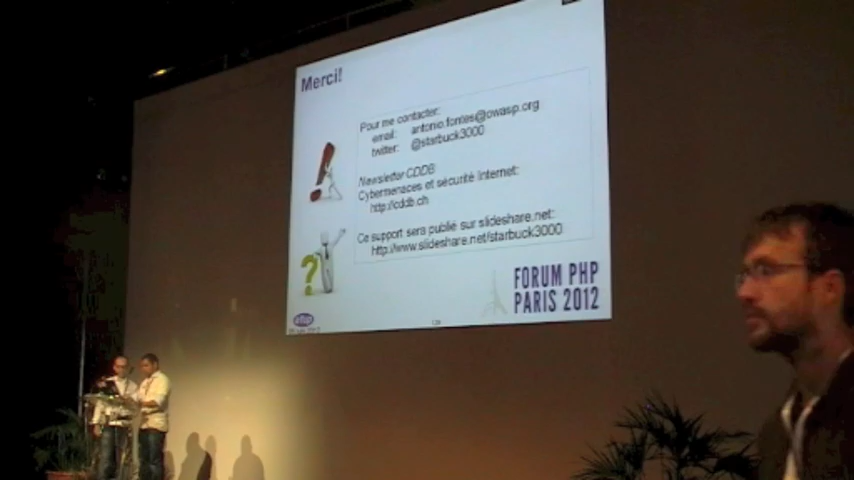 Merci!
Pour me contacter:
email: antonio.fontes@owasp.org
twitter: @starbuck3000
Newsletter CDDB
Cybermenaces et sécurité Internet:
http://cddb.ch
Ce support sera publié sur slideshare.net:
http://www.slideshare.net/starbuck3000
FORUM PHP
PARIS 2012
afup